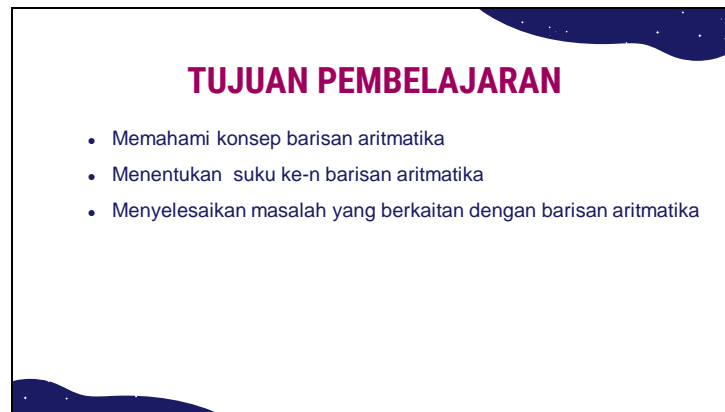 TUJUAN PEMBELAJARAN
• Memahami konsep barisan aritmatika
• Menentukan  suku ke-n barisan aritmatika
• Menyelesaikan masalah yang berkaitan dengan barisan aritmatika